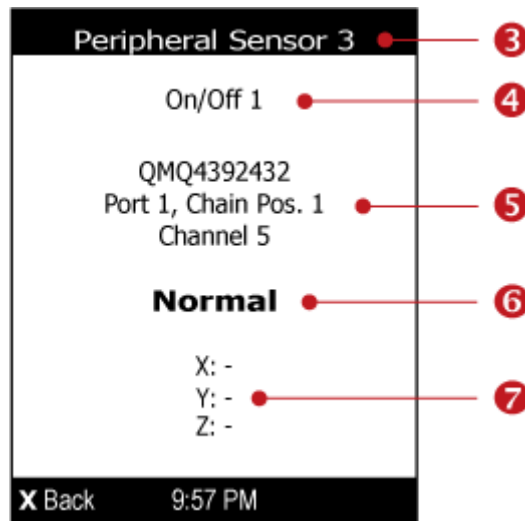 Peripheral Sensor 3
3
On/Off 1
4
QMQ4392432
Port 1, Chain Pos. 1
5
Channel 5
Normal
6
X: -
Y: -
7
Z: -
X Back 9:57 PM